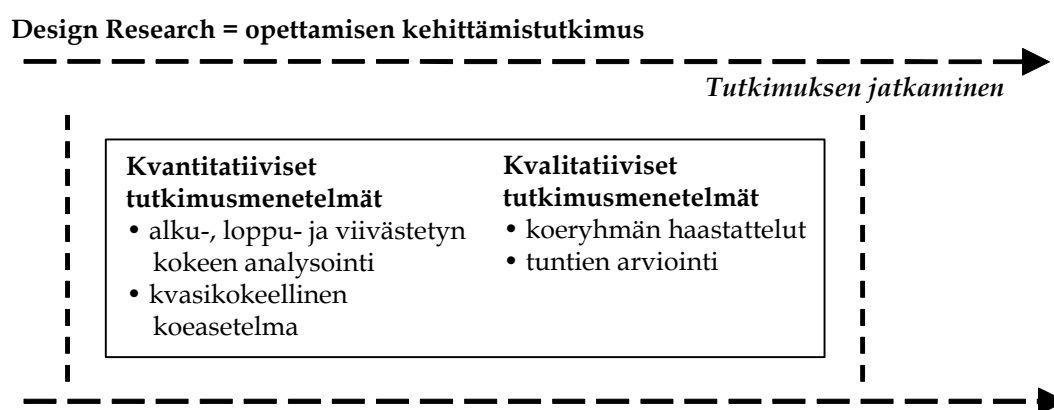 Design Research = opettamisen kehittämistutkimus
Tutkimuksen jatkaminen
Kvantitatiiviset
tutkimusmenetelmät
• alku-, loppu- ja viivästetyn
kokeen analysointi
• kvasikokeellinen
koeasetelma
Kvalitatiiviset
tutkimusmenetelmät
• koeryhmän haastattelut
• tuntien arviointi